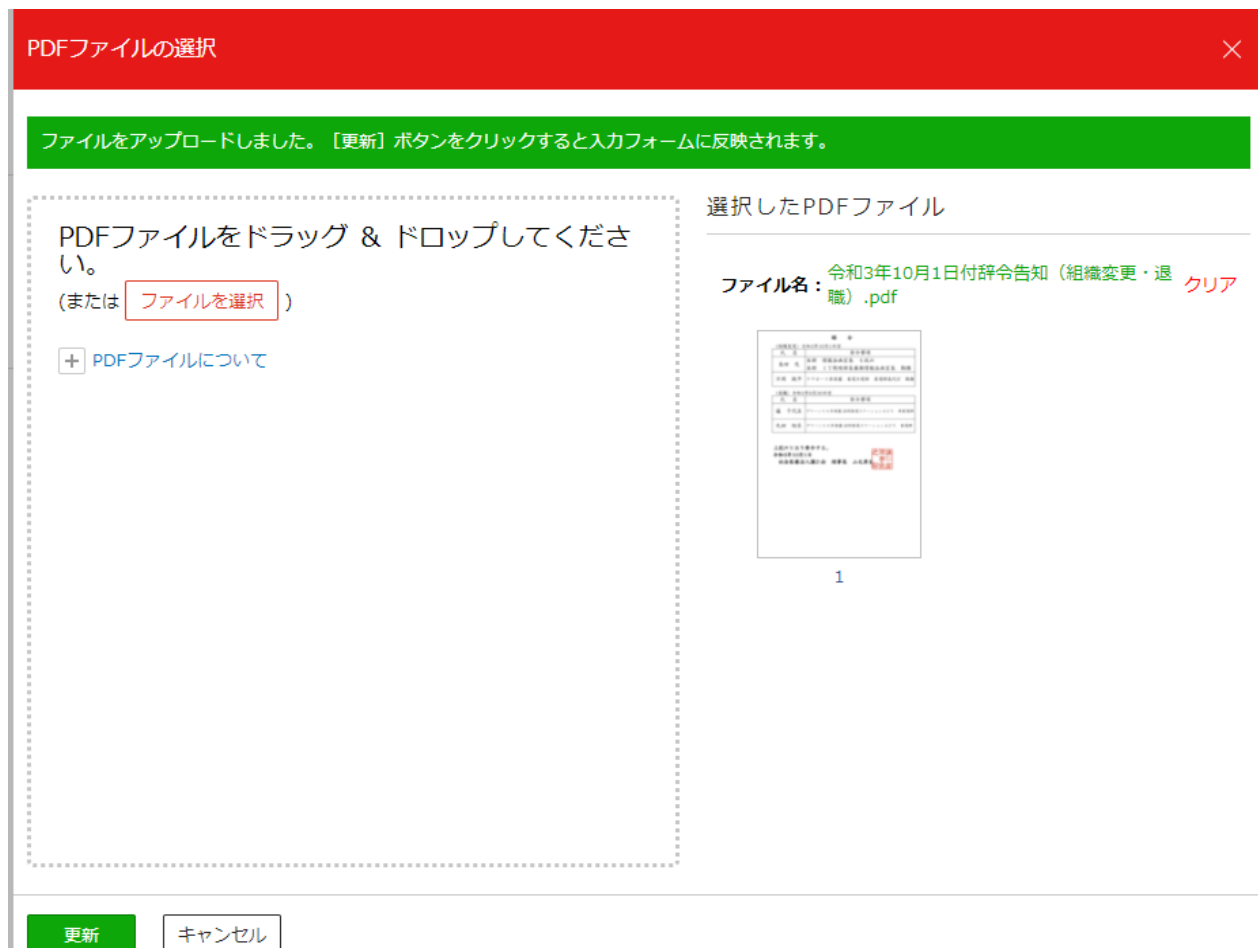 PDFファイルの選択
ファイルをアップロードしました。［更新］ボタンをクリックすると入力フォームに反映されます。
PDFファイルをドラッグ & ドロップしてくださ
い。
(または ファイルを選択 )
PDFファイルについて
選択したPDFファイル
ファイル名：令和3年10月1日付辞令告知（組織変更・退
職）.pdf
クリア
1
更新
キャンセル